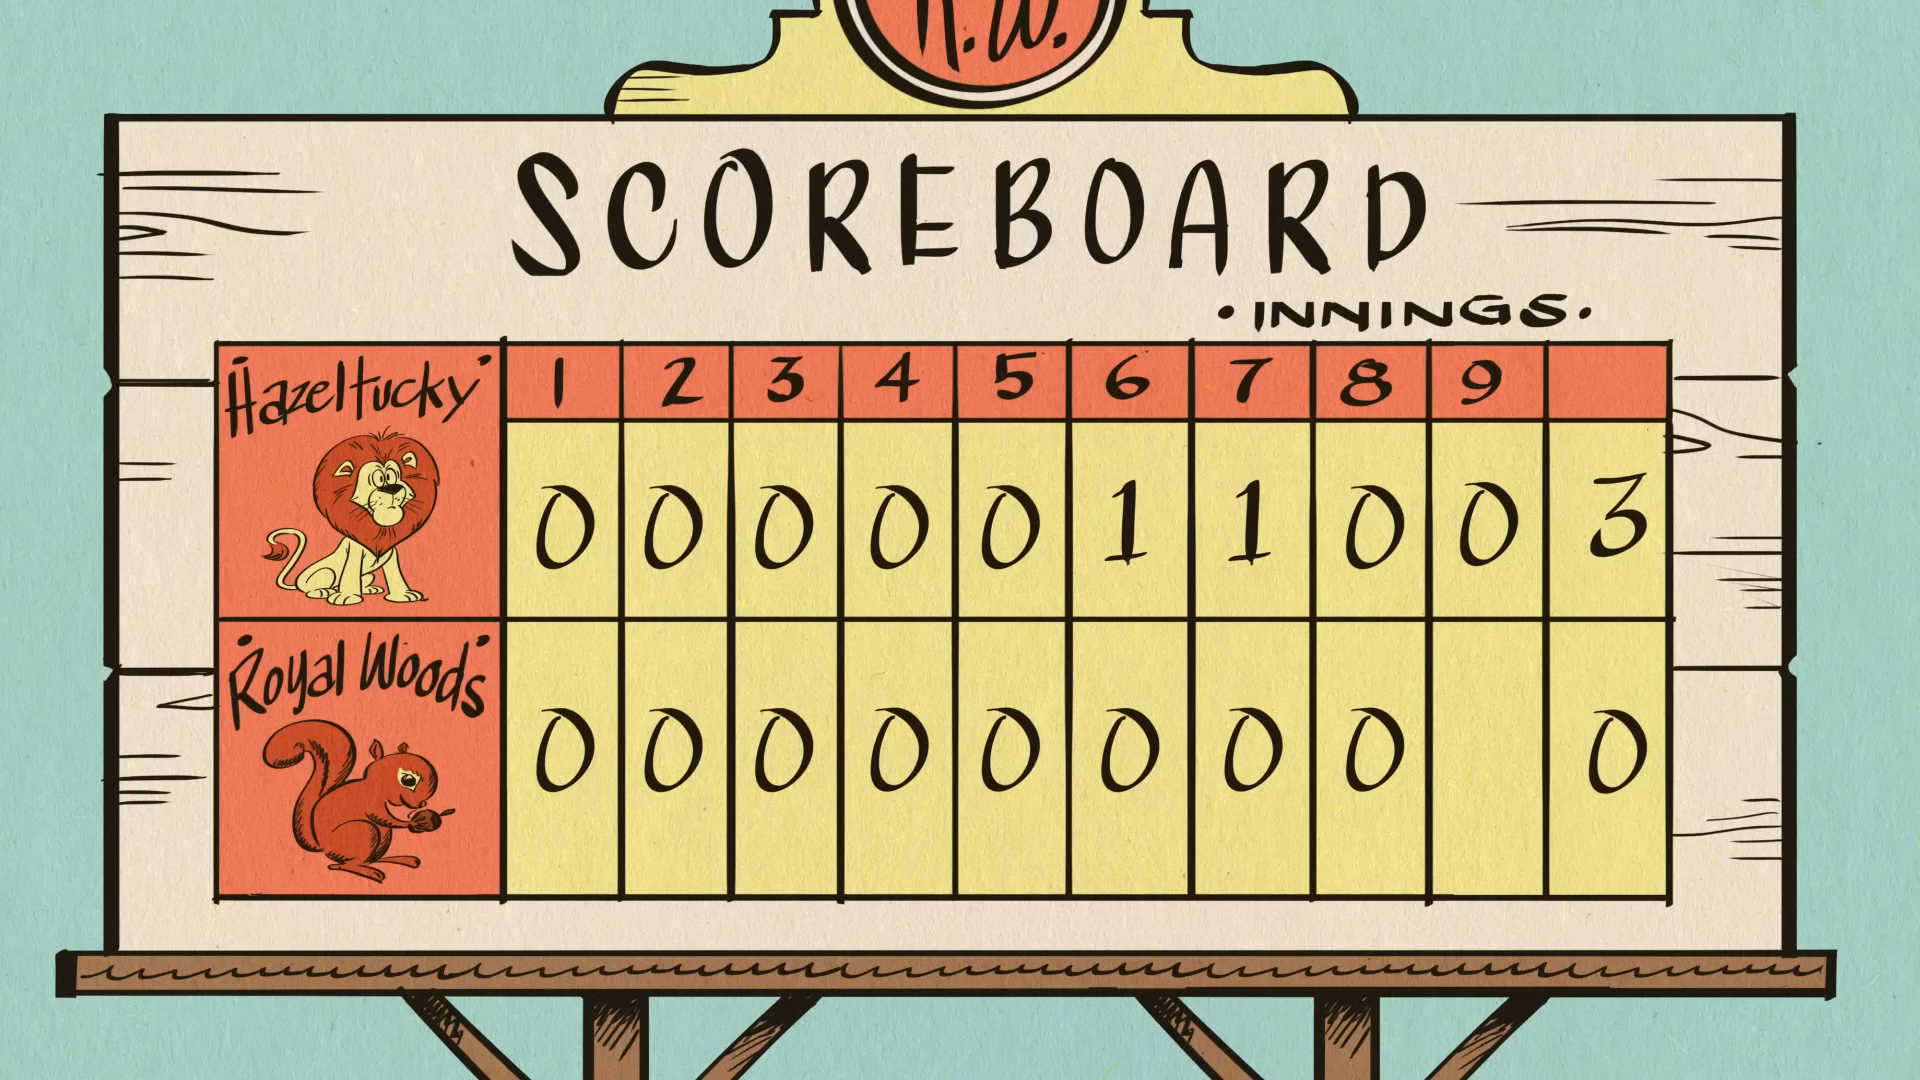 R.W.
SCOREBOARD
• INNINGS •
Hazeltucky 1 2 3 4 5 6 7 8 9
0 0 0 0 0 1 1 0 0 3
Royal Woods
0 0 0 0 0 0 0 0 0